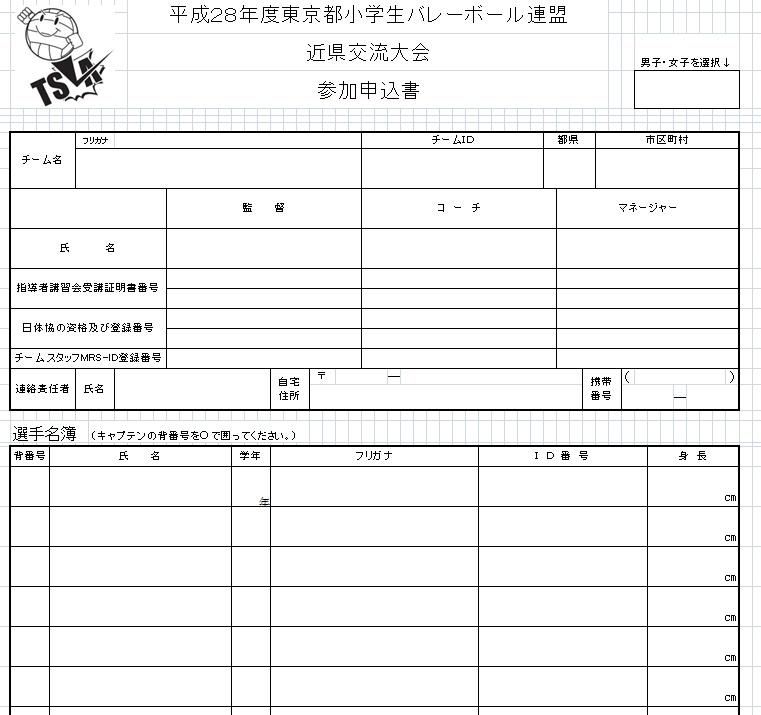 平成28年度東京都小学生バレーボール連盟
近県交流大会
参加申込書
TSVA
男子・女子を選択↓
チーム名
フリガナ
チームID
都県
市区町村
監　督
コ ー チ
マネージャー
氏　名
指導者講習会受講証明書番号
日体協の資格及び登録番号
チームスタッフMRS-ID登録番号
連絡責任者
氏名
自宅
住所
〒　　　―
携帯
番号
(　　　)
―
選手名簿　（キャプテンの背番号を○で囲ってください。）
背番号
氏　名
学年
フリガナ
I D 番 号
身 長
年
cm
cm
cm
cm
cm
cm